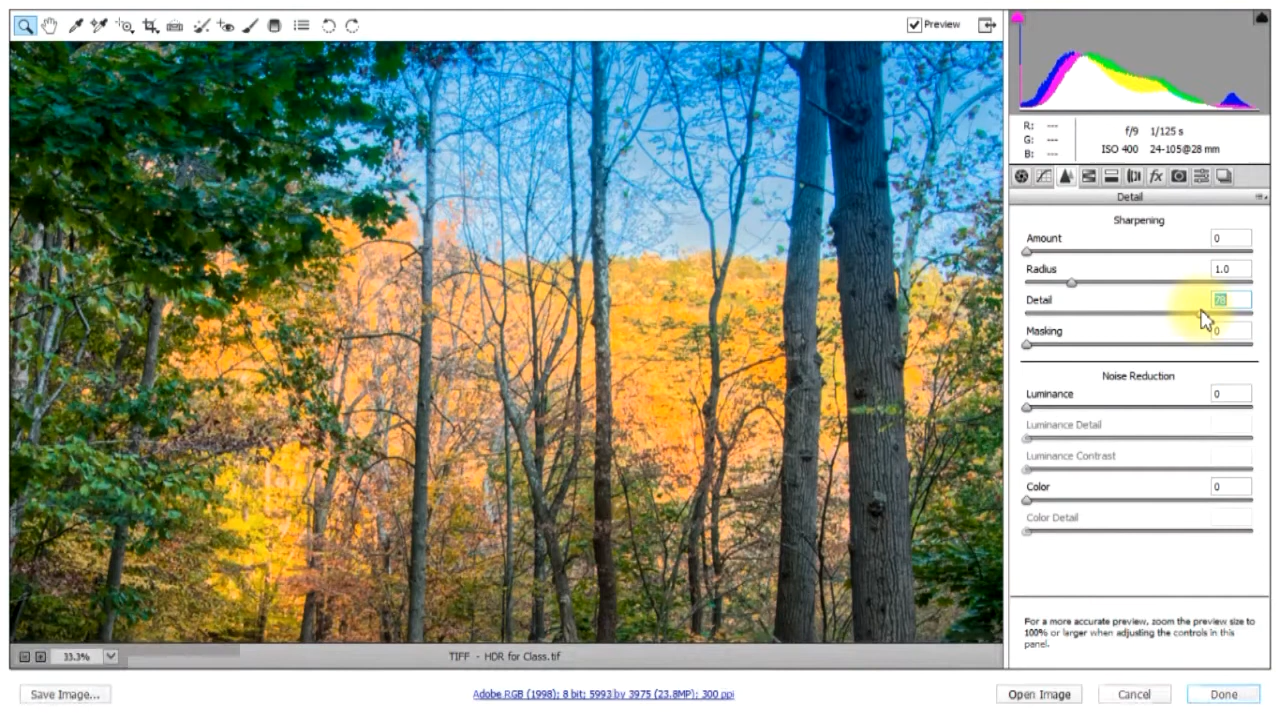 Preview
R: ---
G: ---
B: ---
f/9 1/125 s
ISO 400 24-105@28 mm
fx
Detail
Sharpening
Amount 0
Radius 1.0
Detail 78
Masking 0
Noise Reduction
Luminance 0
Luminance Detail
Luminance Contrast
Color 0
Color Detail
For a more accurate preview, zoom the preview size to
100% or larger when adjusting the controls in this
panel.
33.3%
TIFF - HDR for Class.tif
Save Image...
Adobe RGB (1998); 8 bit; 5993 by 3975 (23.8MP); 300 ppi
Open Image
Cancel
Done